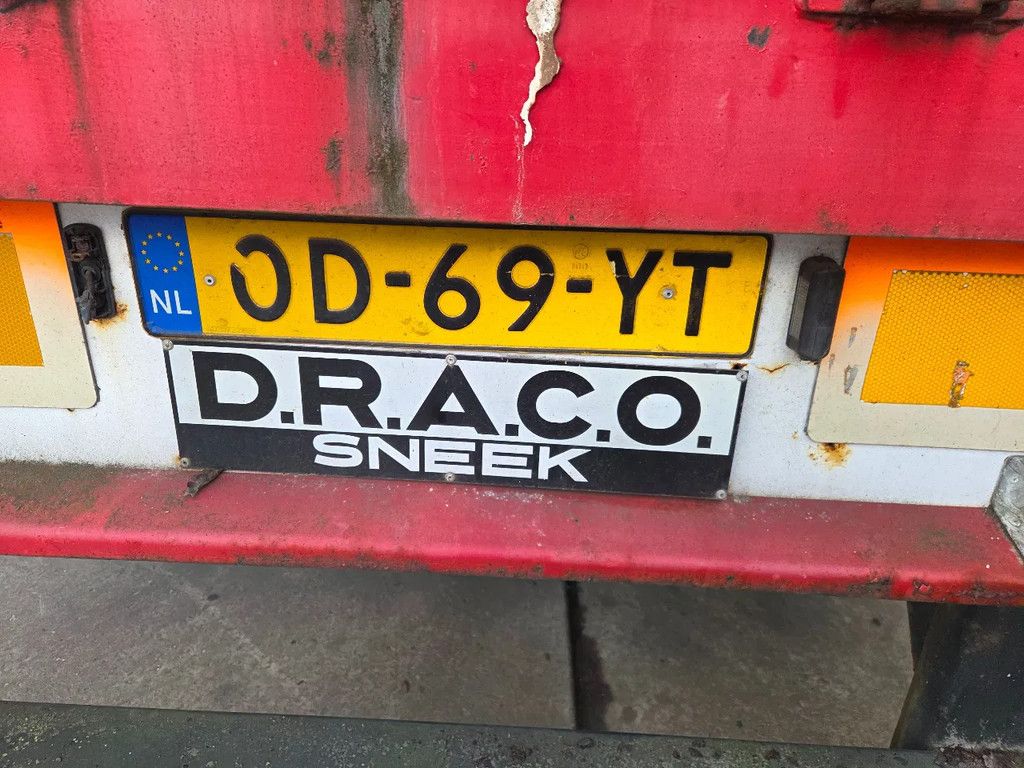 NL OD-69-YT
D.R.A.C.O.
SNEEK